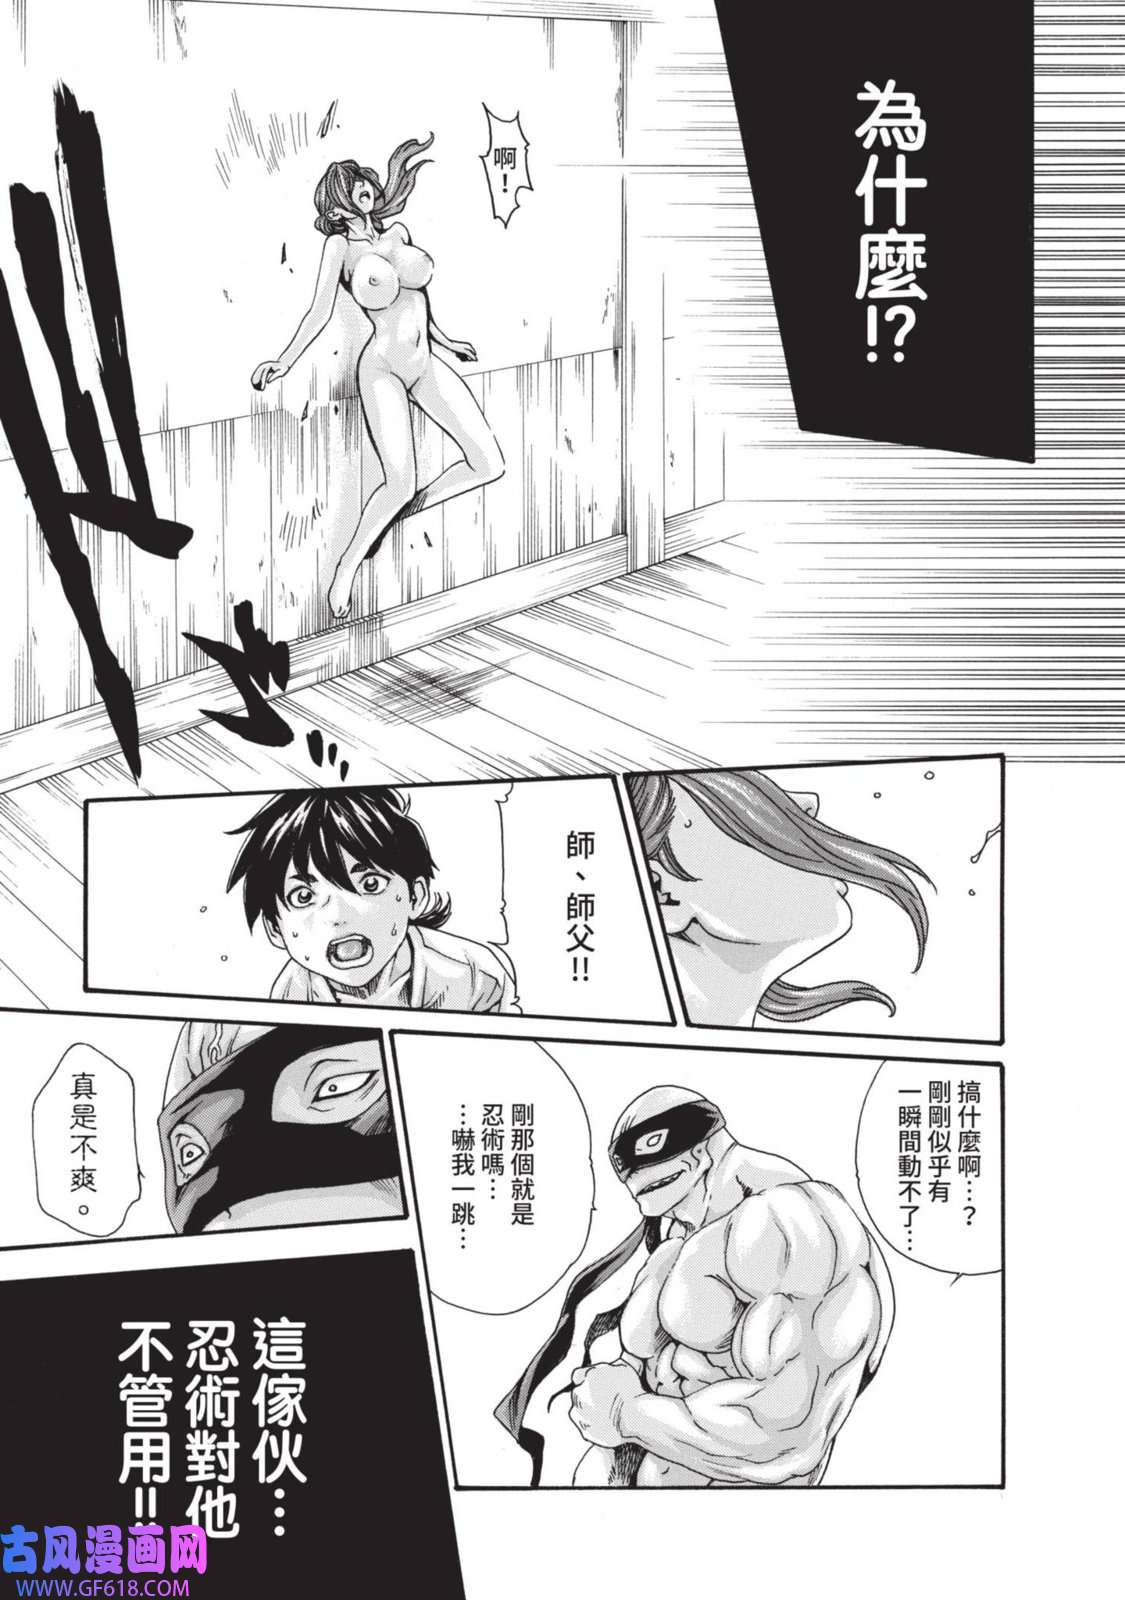 為什麼!?
啊!
師、師父!!
搞什麼啊…?
剛剛似乎有
一瞬間動不了…
剛那個就是
忍術嗎…
…嚇我一跳…
真是不爽。
這傢伙…
忍術對他
不管用!!
古风漫画网
WWW.GF618.COM